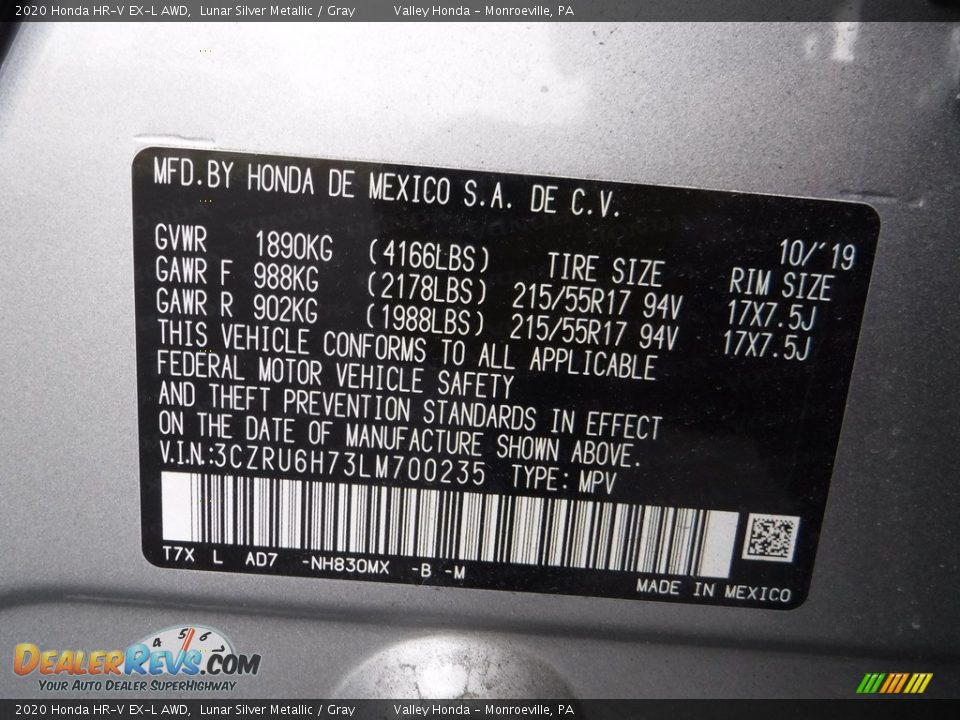 2020 Honda HR-V EX-L AWD,  Lunar Silver Metallic / Gray          Valley Honda - Monroeville, PA
MFD.BY HONDA DE MEXICO S.A. DE C.V.
10/'19
GVWR 1890KG (4166LBS) TIRE SIZE RIM SIZE
GAWR F 988KG (2178LBS) 215/55R17 94V 17X7.5J
GAWR R 902KG (1988LBS) 215/55R17 94V 17X7.5J
THIS VEHICLE CONFORMS TO ALL APPLICABLE
FEDERAL MOTOR VEHICLE SAFETY
AND THEFT PREVENTION STANDARDS IN EFFECT
ON THE DATE OF MANUFACTURE SHOWN ABOVE.
V.I.N.:3CZRU6H73LM700235 TYPE: MPV
T7X L AD7 -NH830MX -B -M
MADE IN MEXICO
4 5 6
DEALERREVS.COM
YOUR AUTO DEALER SUPERHIGHWAY
2020 Honda HR-V EX-L AWD,  Lunar Silver Metallic / Gray          Valley Honda - Monroeville, PA